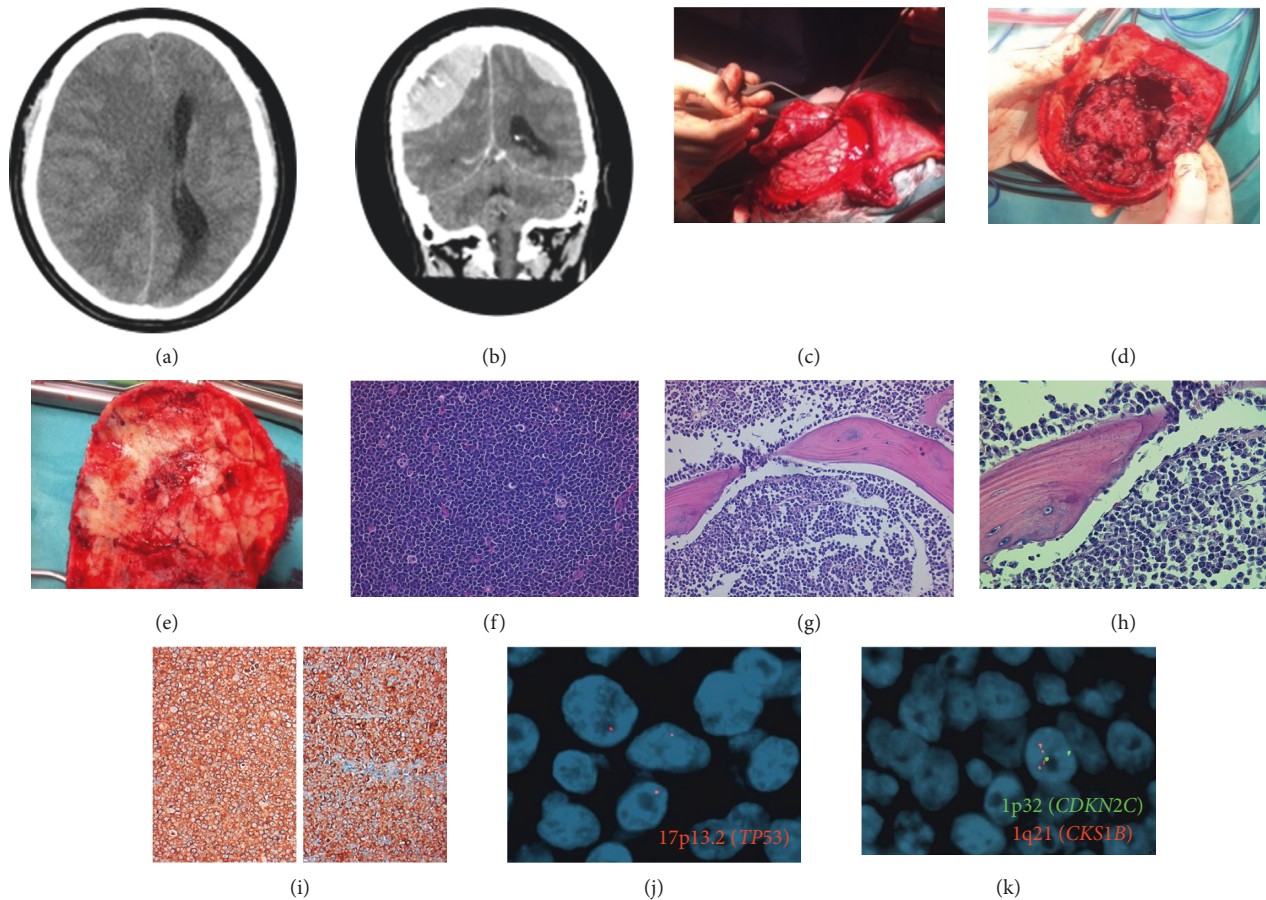 (a)
(b)
(c)
(d)
(e)
(f)
(g)
(h)
17p13.2 (TP53)
1p32 (CDKN2C)
1q21 (CKS1B)
(i)
(j)
(k)